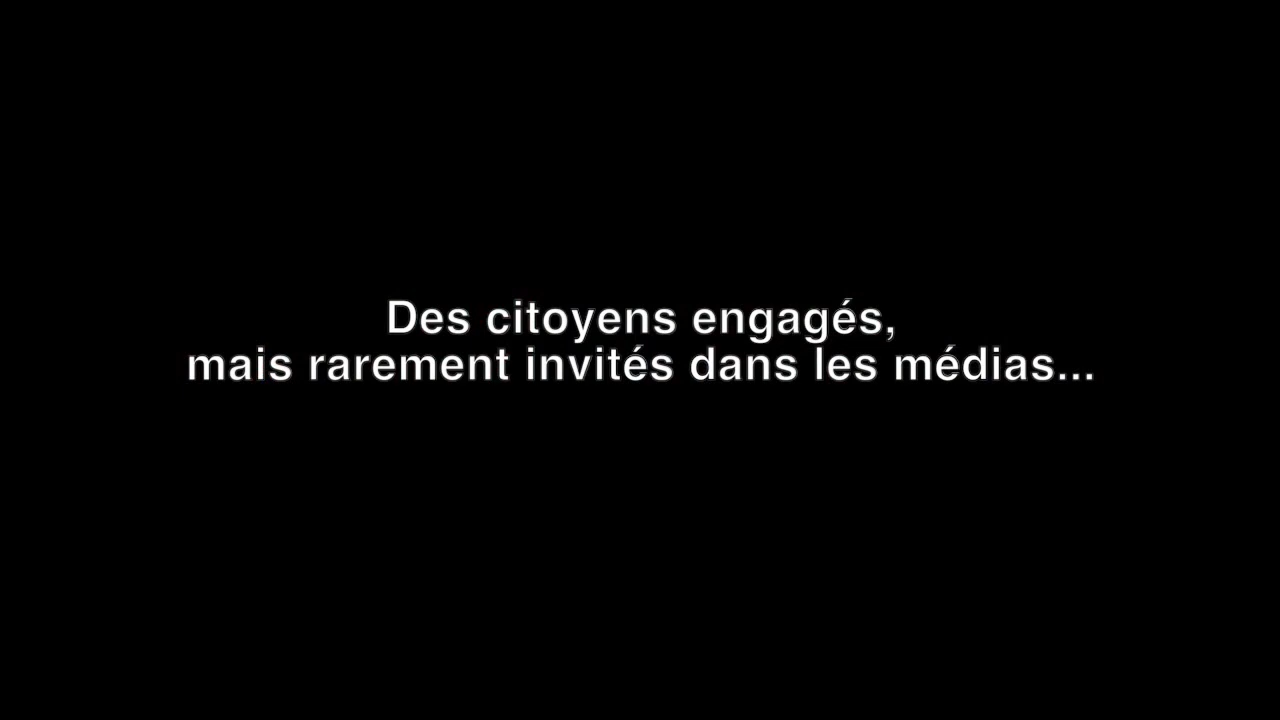 Des citoyens engagés,
mais rarement invités dans les médias...